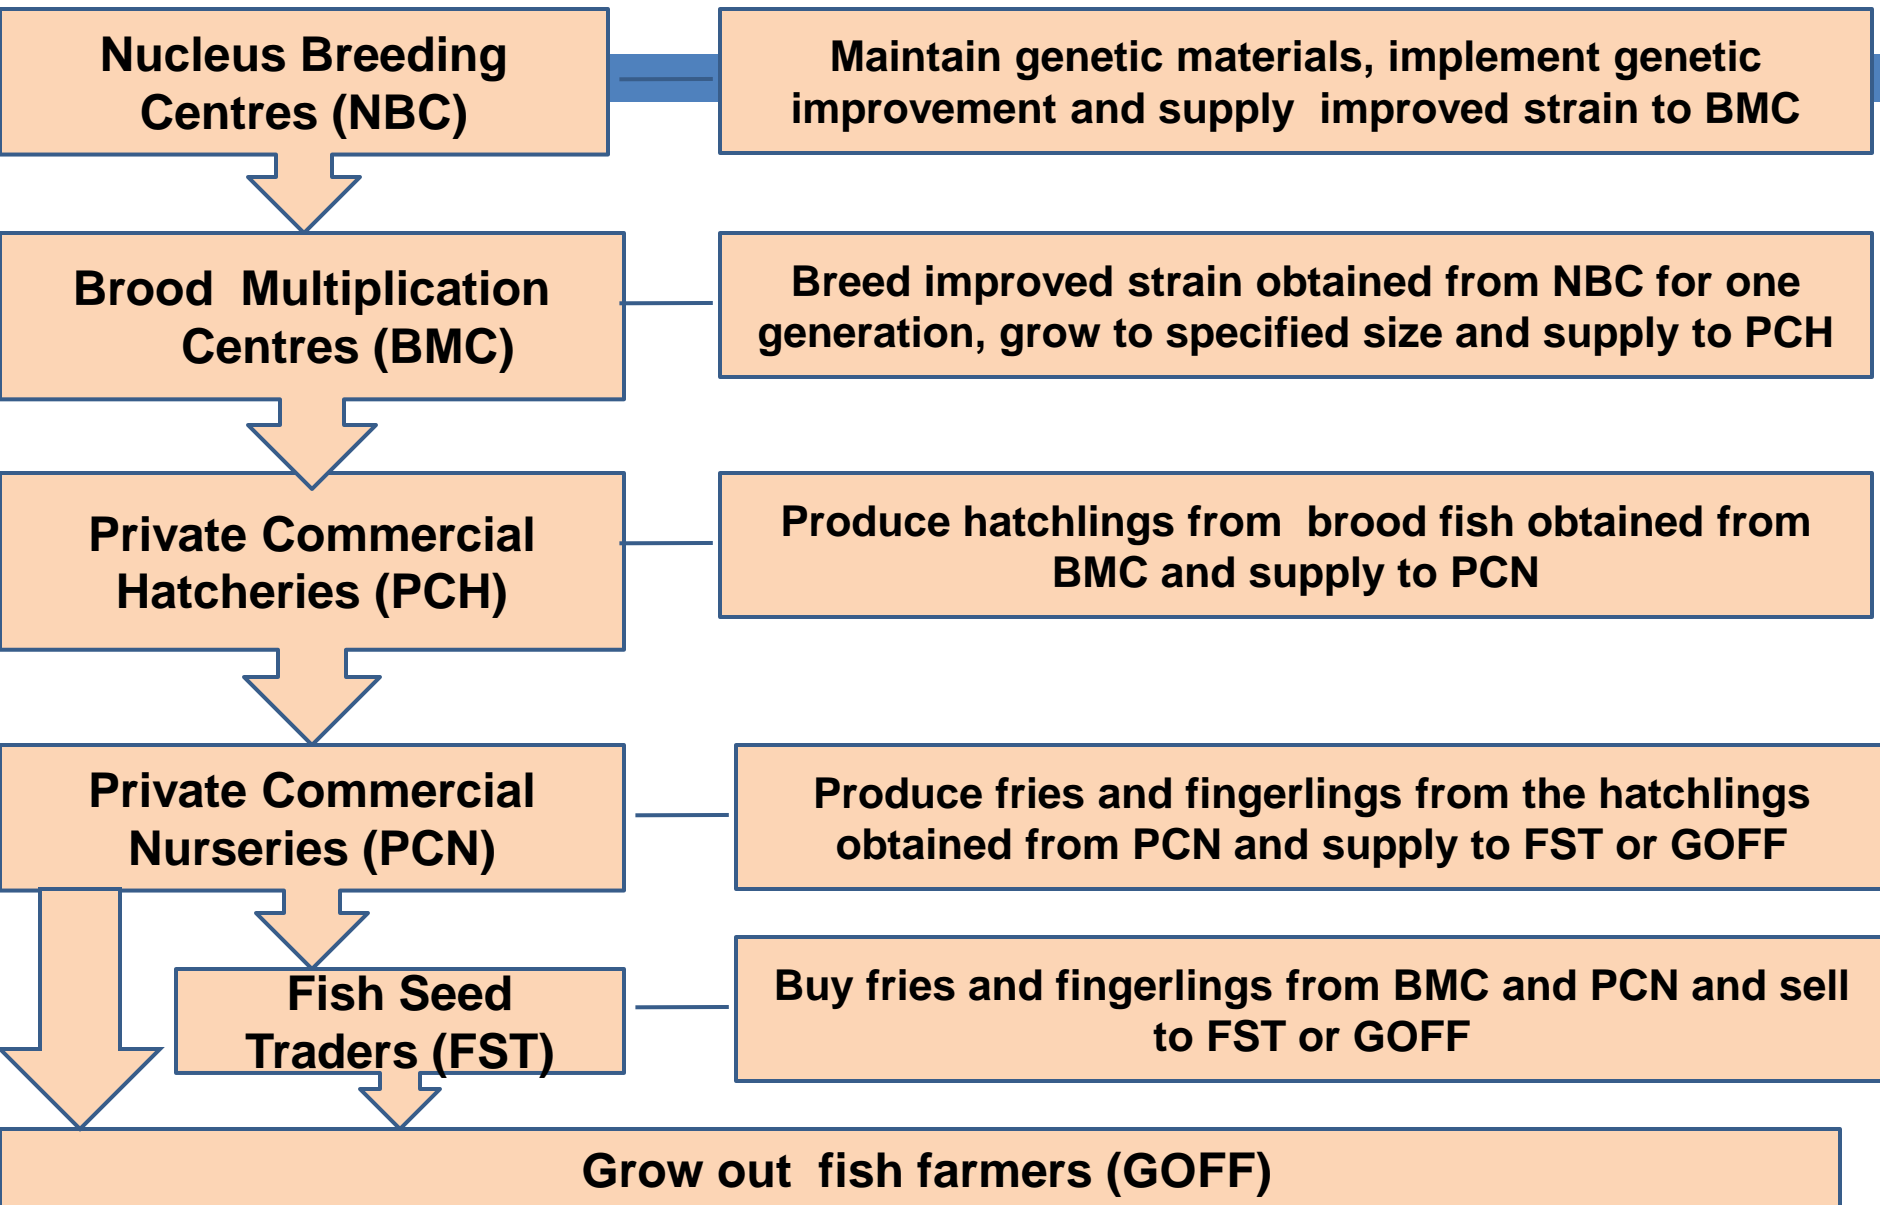 Nucleus Breeding
Centres (NBC)
Maintain genetic materials, implement genetic
improvement and supply  improved strain to BMC
Brood  Multiplication
Centres (BMC)
Breed improved strain obtained from NBC for one
generation, grow to specified size and supply to PCH
Private Commercial
Hatcheries (PCH)
Produce hatchlings from  brood fish obtained from
BMC and supply to PCN
Private Commercial
Nurseries (PCN)
Produce fries and fingerlings from the hatchlings
obtained from PCN and supply to FST or GOFF
Fish Seed
Traders (FST)
Buy fries and fingerlings from BMC and PCN and sell
to FST or GOFF
Grow out  fish farmers (GOFF)